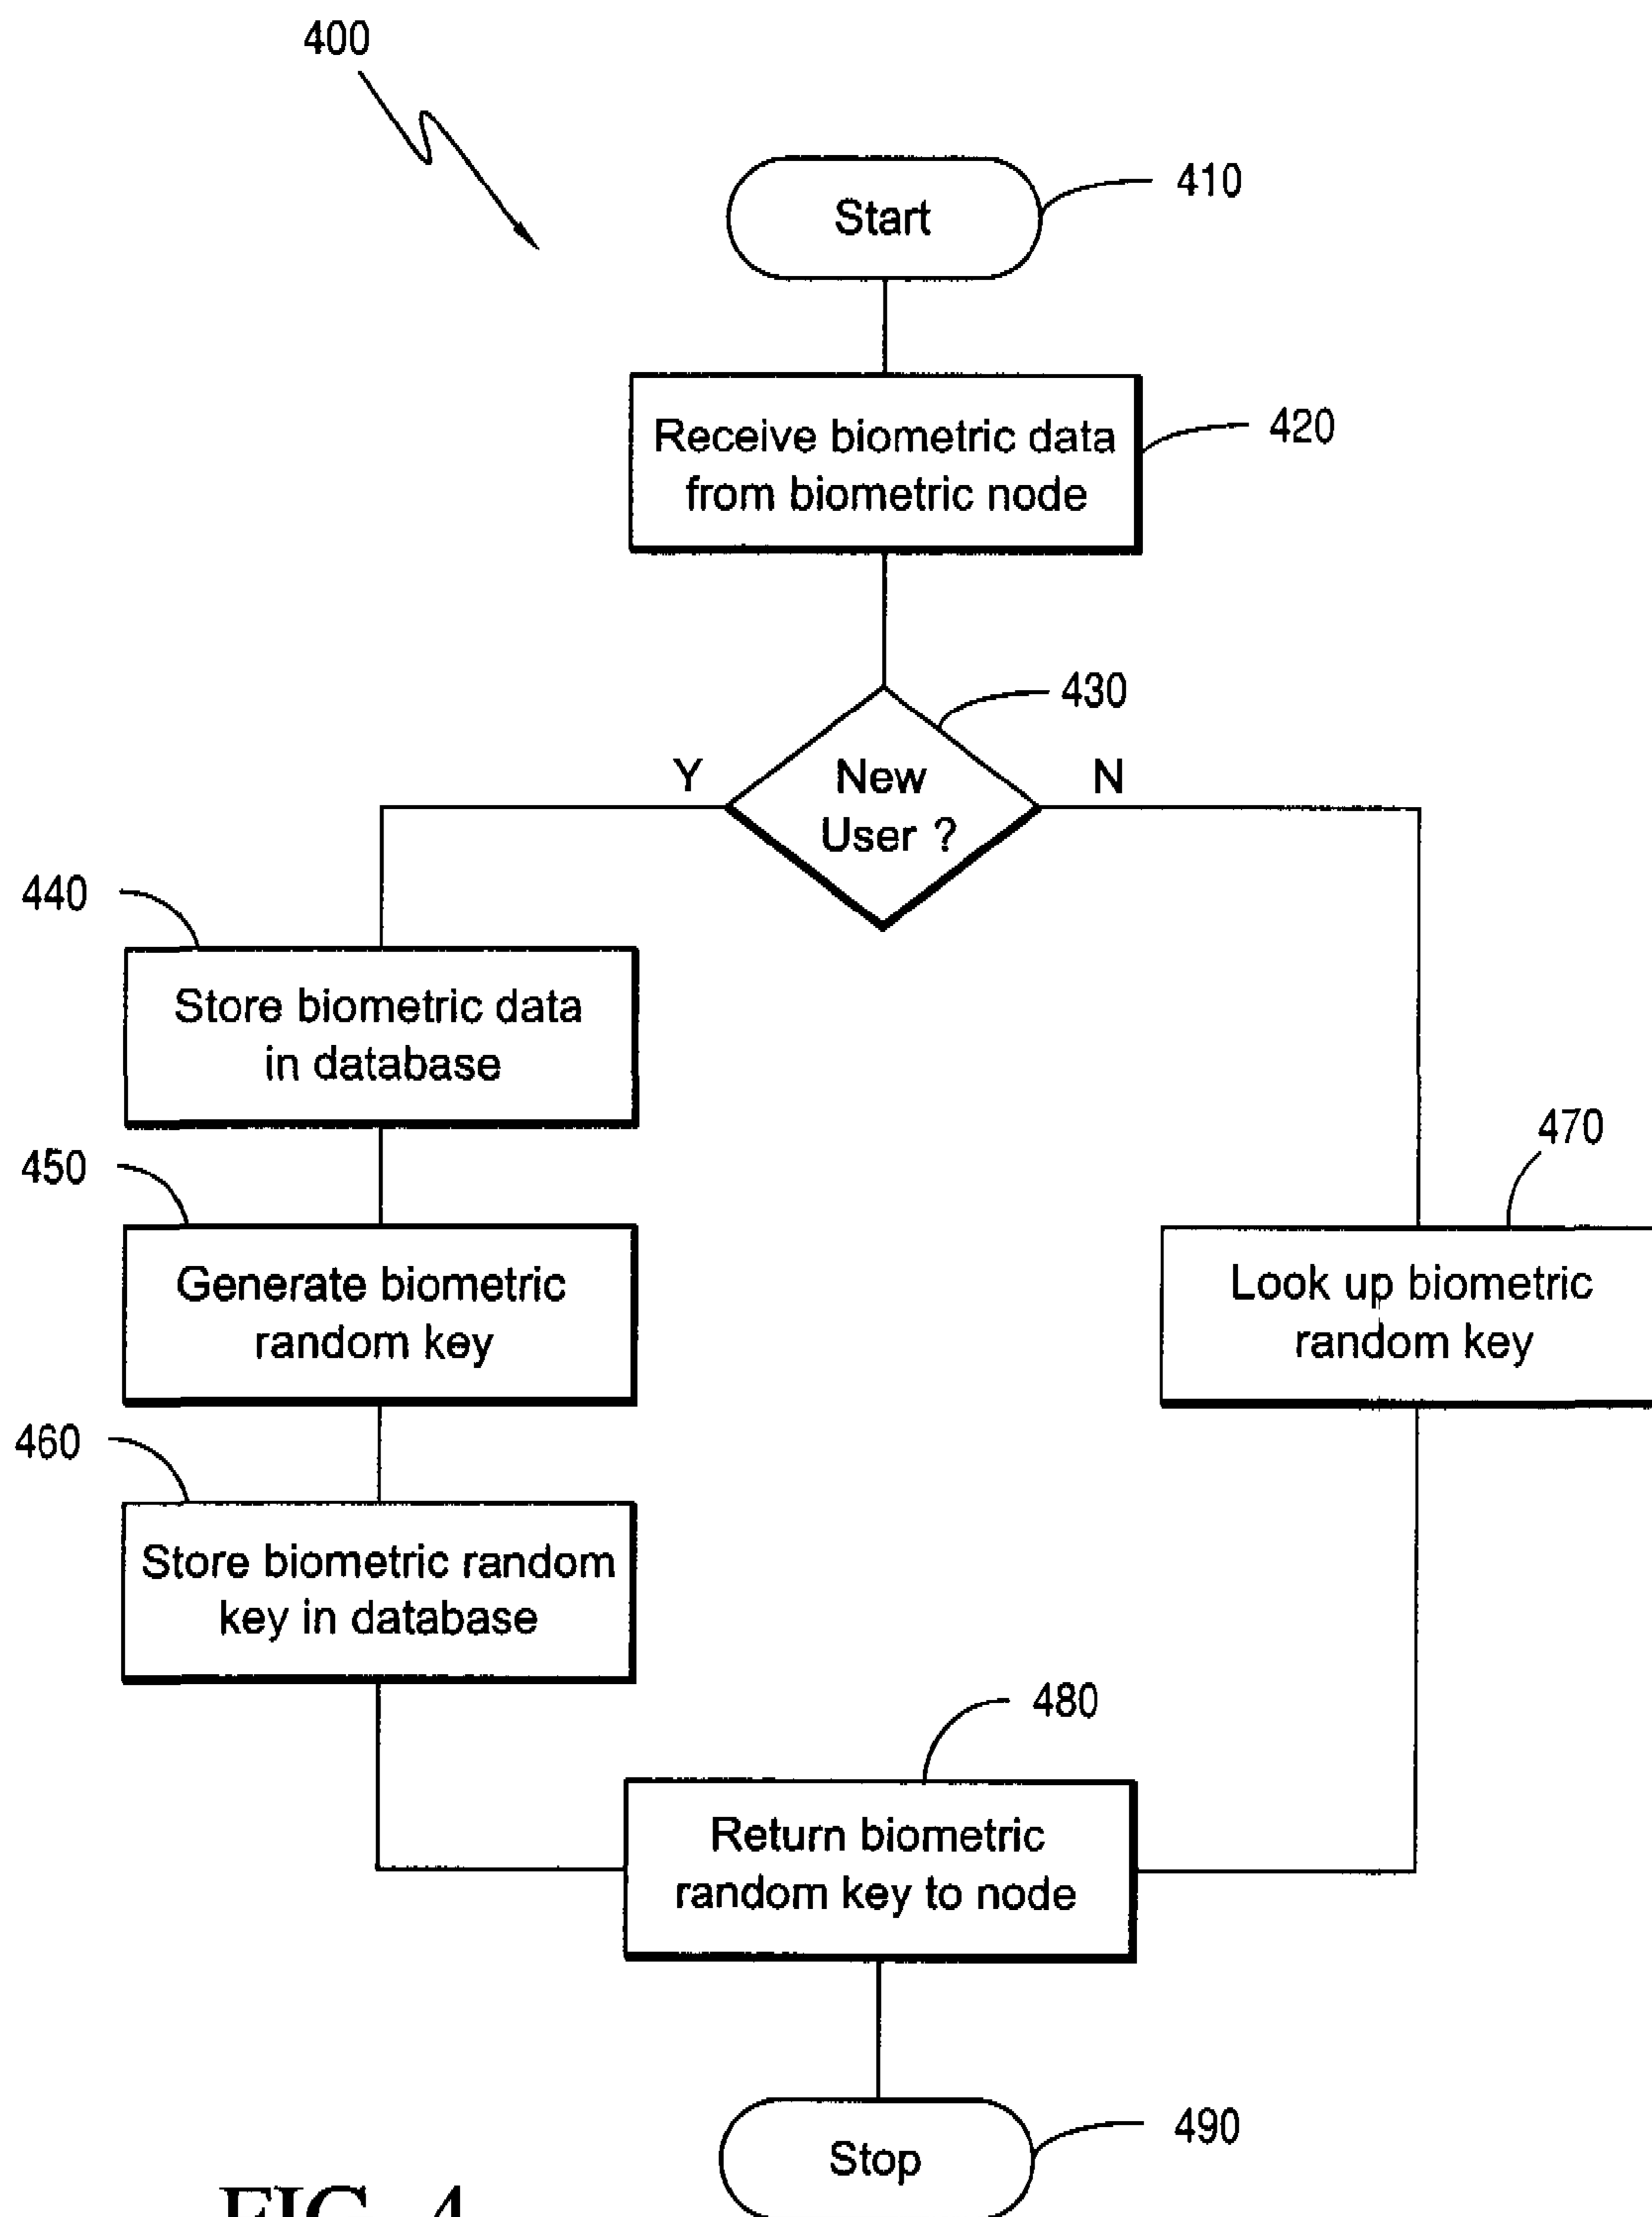 400
Start
410
Receive biometric data
from biometric node
420
430
Y
New
User ?
N
440
Store biometric data
in database
450
Generate biometric
random key
470
Look up biometric
random key
460
Store biometric random
key in database
480
Return biometric
random key to node
Stop
490
FIG. 4